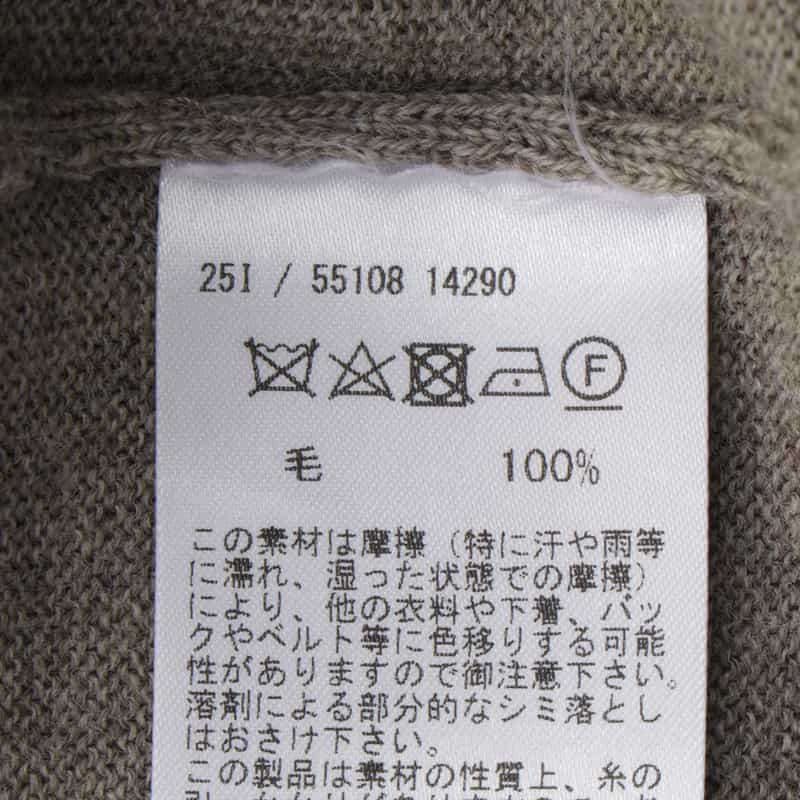 25I / 55108 14290
F
毛 100%
この素材は摩擦（特に汗や雨等
に濡れ、湿った状態での摩擦）
により、他の衣料や下着、バッ
クやベルト等に色移りする可能
性がありますので御注意下さい。
溶剤による部分的なシミ落とし
はおさけ下さい。
この製品は素材の性質上、糸の